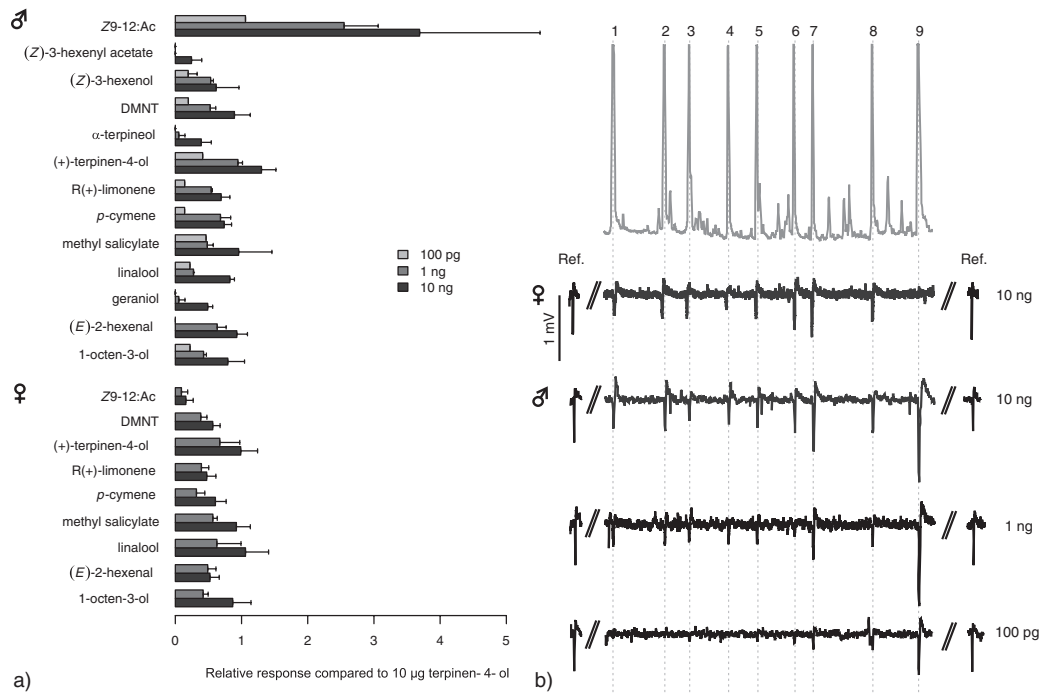 ♂
Z9-12:Ac
(Z)-3-hexenyl acetate
(Z)-3-hexenol
DMNT
α-terpineol
(+)-terpinen-4-ol
R(+)-limonene
p-cymene
methyl salicylate
linalool
geraniol
(E)-2-hexenal
1-octen-3-ol
100 pg
1 ng
10 ng
♀
Z9-12:Ac
DMNT
(+)-terpinen-4-ol
R(+)-limonene
p-cymene
methyl salicylate
linalool
(E)-2-hexenal
1-octen-3-ol
0 1 2 3 4 5
Relative response compared to 10 µg terpinen- 4- ol
a)
1 2 3 4 5 6 7 8 9
Ref. Ref.
♀ 10 ng
1 mV
♂ 10 ng
1 ng
100 pg
b)